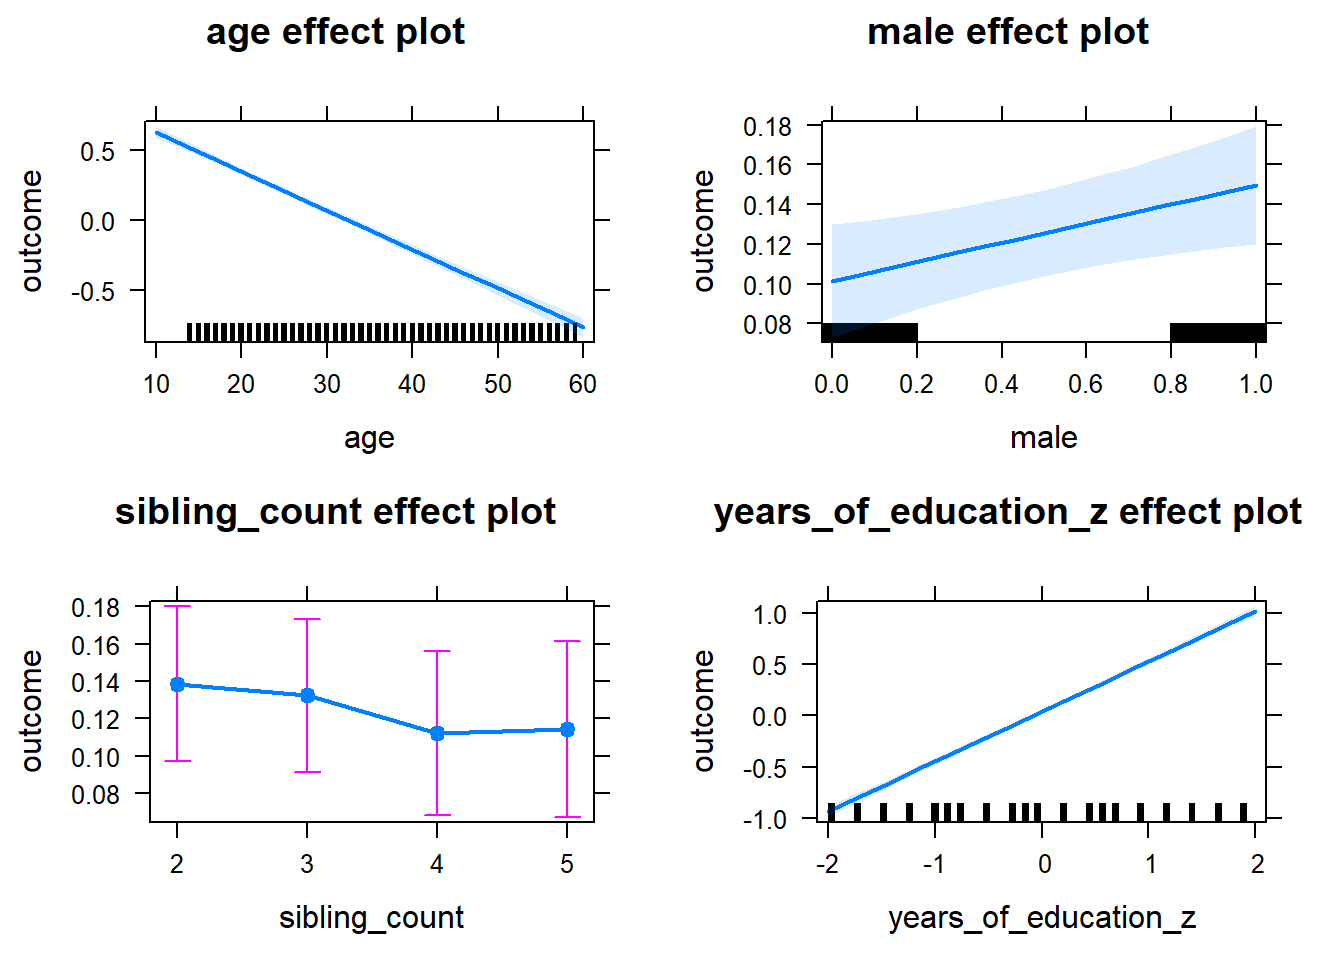 age effect plot
outcome
0.5
0.0
-0.5
10 20 30 40 50 60
age
male effect plot
outcome
0.18
0.16
0.14
0.12
0.10
0.08
0.0 0.2 0.4 0.6 0.8 1.0
male
sibling_count effect plot
outcome
0.18
0.16
0.14
0.12
0.10
0.08
2 3 4 5
sibling_count
years_of_education_z effect plot
outcome
1.0
0.5
0.0
-0.5
-1.0
-2 -1 0 1 2
years_of_education_z